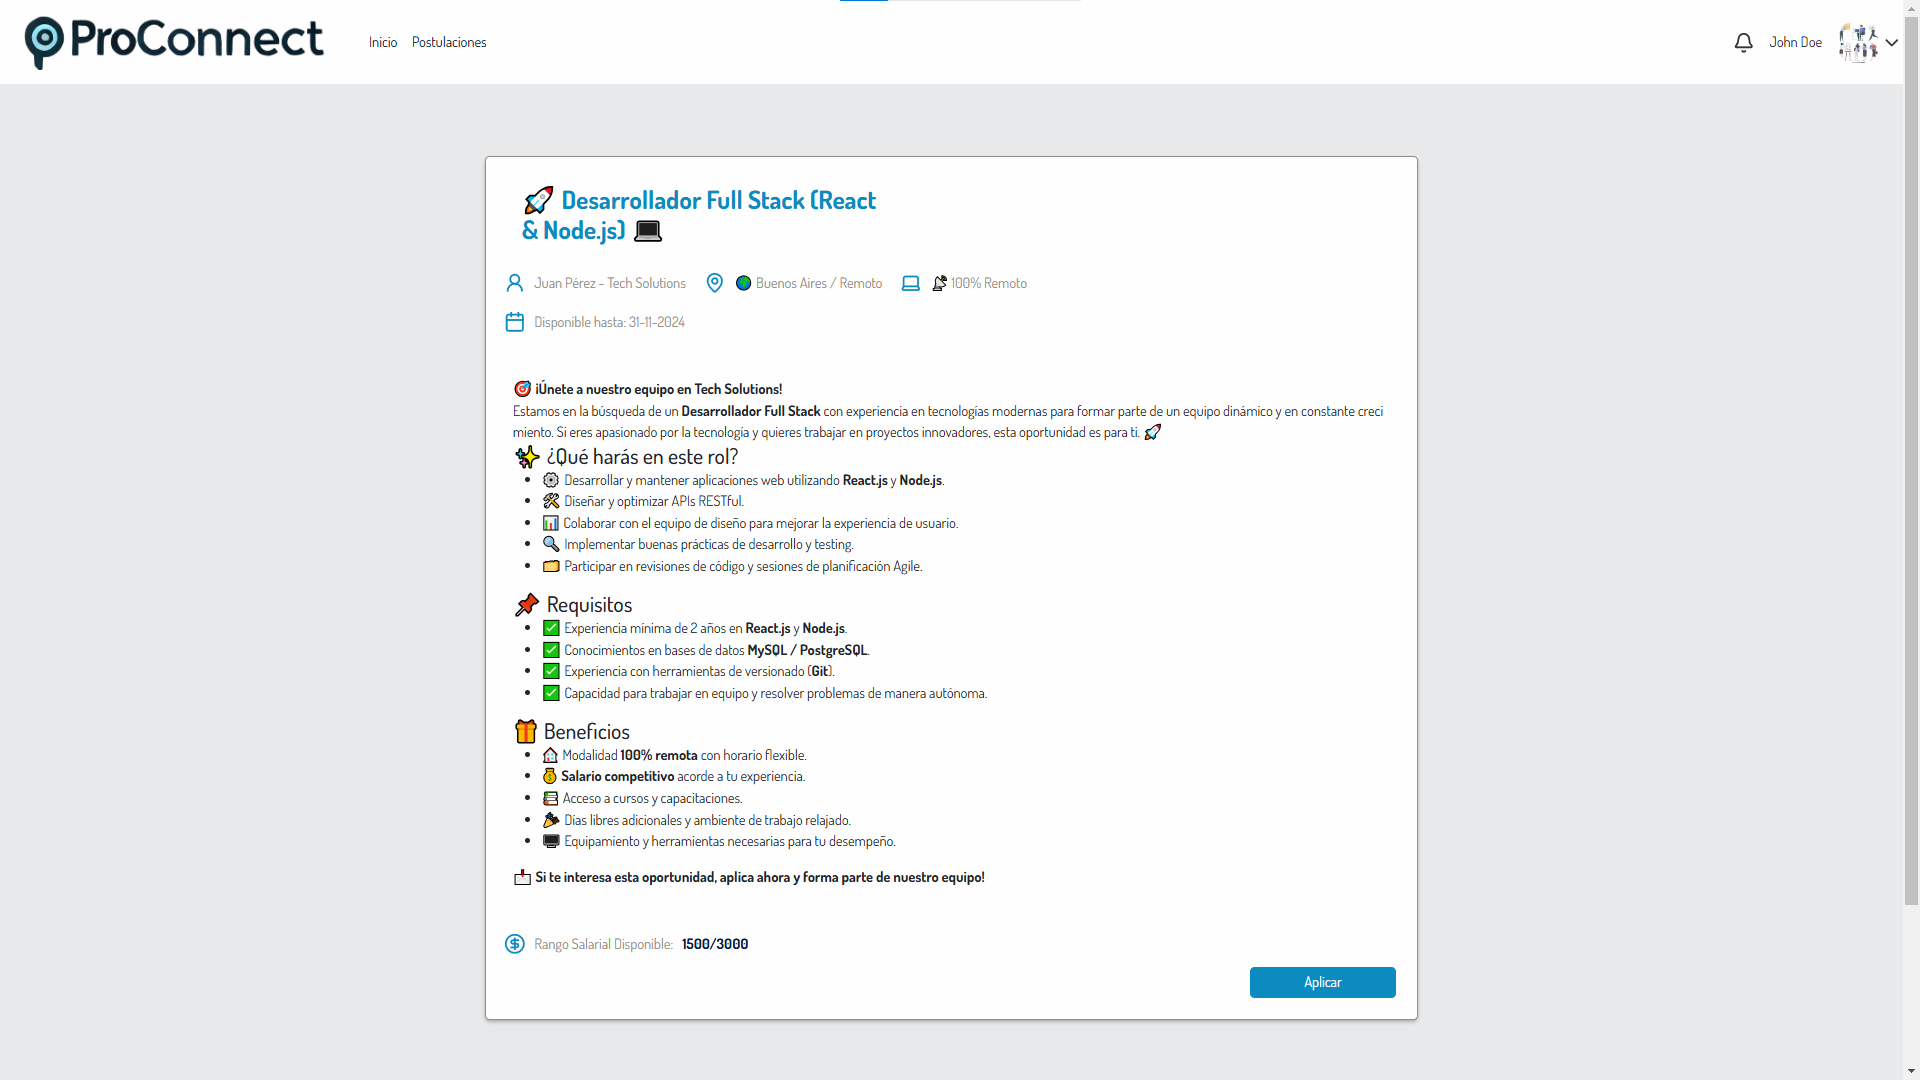 ProConnect
Inicio
Postulaciones
John Doe
🚀 Desarrollador Full Stack (React
& Node.js) 💻
Juan Pérez - Tech Solutions
🌍 Buenos Aires / Remoto
📡 100% Remoto
Disponible hasta: 31-11-2024
🎯 ¡Únete a nuestro equipo en Tech Solutions!
Estamos en la búsqueda de un Desarrollador Full Stack con experiencia en tecnologías modernas para formar parte de un equipo dinámico y en constante creci
miento. Si eres apasionado por la tecnología y quieres trabajar en proyectos innovadores, esta oportunidad es para ti. 🚀
✨ ¿Qué harás en este rol?
• ⚙️ Desarrollar y mantener aplicaciones web utilizando React.js y Node.js.
• 🛠️ Diseñar y optimizar APIs RESTful.
• 📊 Colaborar con el equipo de diseño para mejorar la experiencia de usuario.
• 🔍 Implementar buenas prácticas de desarrollo y testing.
• 🗂️ Participar en revisiones de código y sesiones de planificación Agile.
📌 Requisitos
• ✅ Experiencia mínima de 2 años en React.js y Node.js.
• ✅ Conocimientos en bases de datos MySQL / PostgreSQL.
• ✅ Experiencia con herramientas de versionado (Git).
• ✅ Capacidad para trabajar en equipo y resolver problemas de manera autónoma.
🎁 Beneficios
• 🏠 Modalidad 100% remota con horario flexible.
• 💰 Salario competitivo acorde a tu experiencia.
• 📚 Acceso a cursos y capacitaciones.
• 🎉 Días libres adicionales y ambiente de trabajo relajado.
• 🖥️ Equipamiento y herramientas necesarias para tu desempeño.
📩 Si te interesa esta oportunidad, aplica ahora y forma parte de nuestro equipo!
Rango Salarial Disponible: 1500/3000
Aplicar